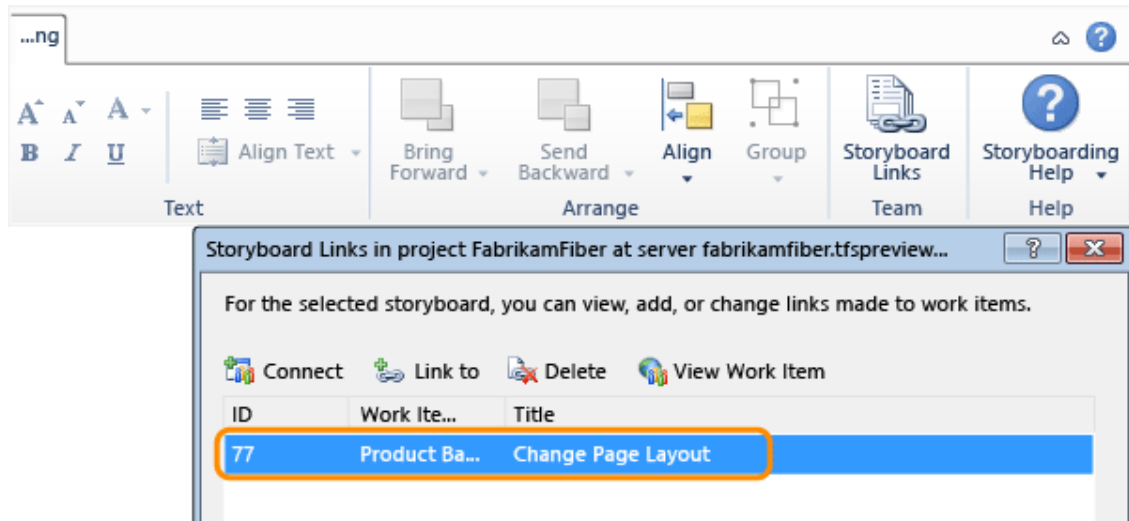 ...ng
A A A
B I U
Align Text
Bring Forward
Send Backward
Align
Group
Storyboard Links
Storyboarding Help
Text
Arrange
Team
Help
Storyboard Links in project FabrikamFiber at server fabrikamfiber.tfspreview...
For the selected storyboard, you can view, add, or change links made to work items.
Connect Link to Delete View Work Item
ID Work Ite... Title
77 Product Ba... Change Page Layout